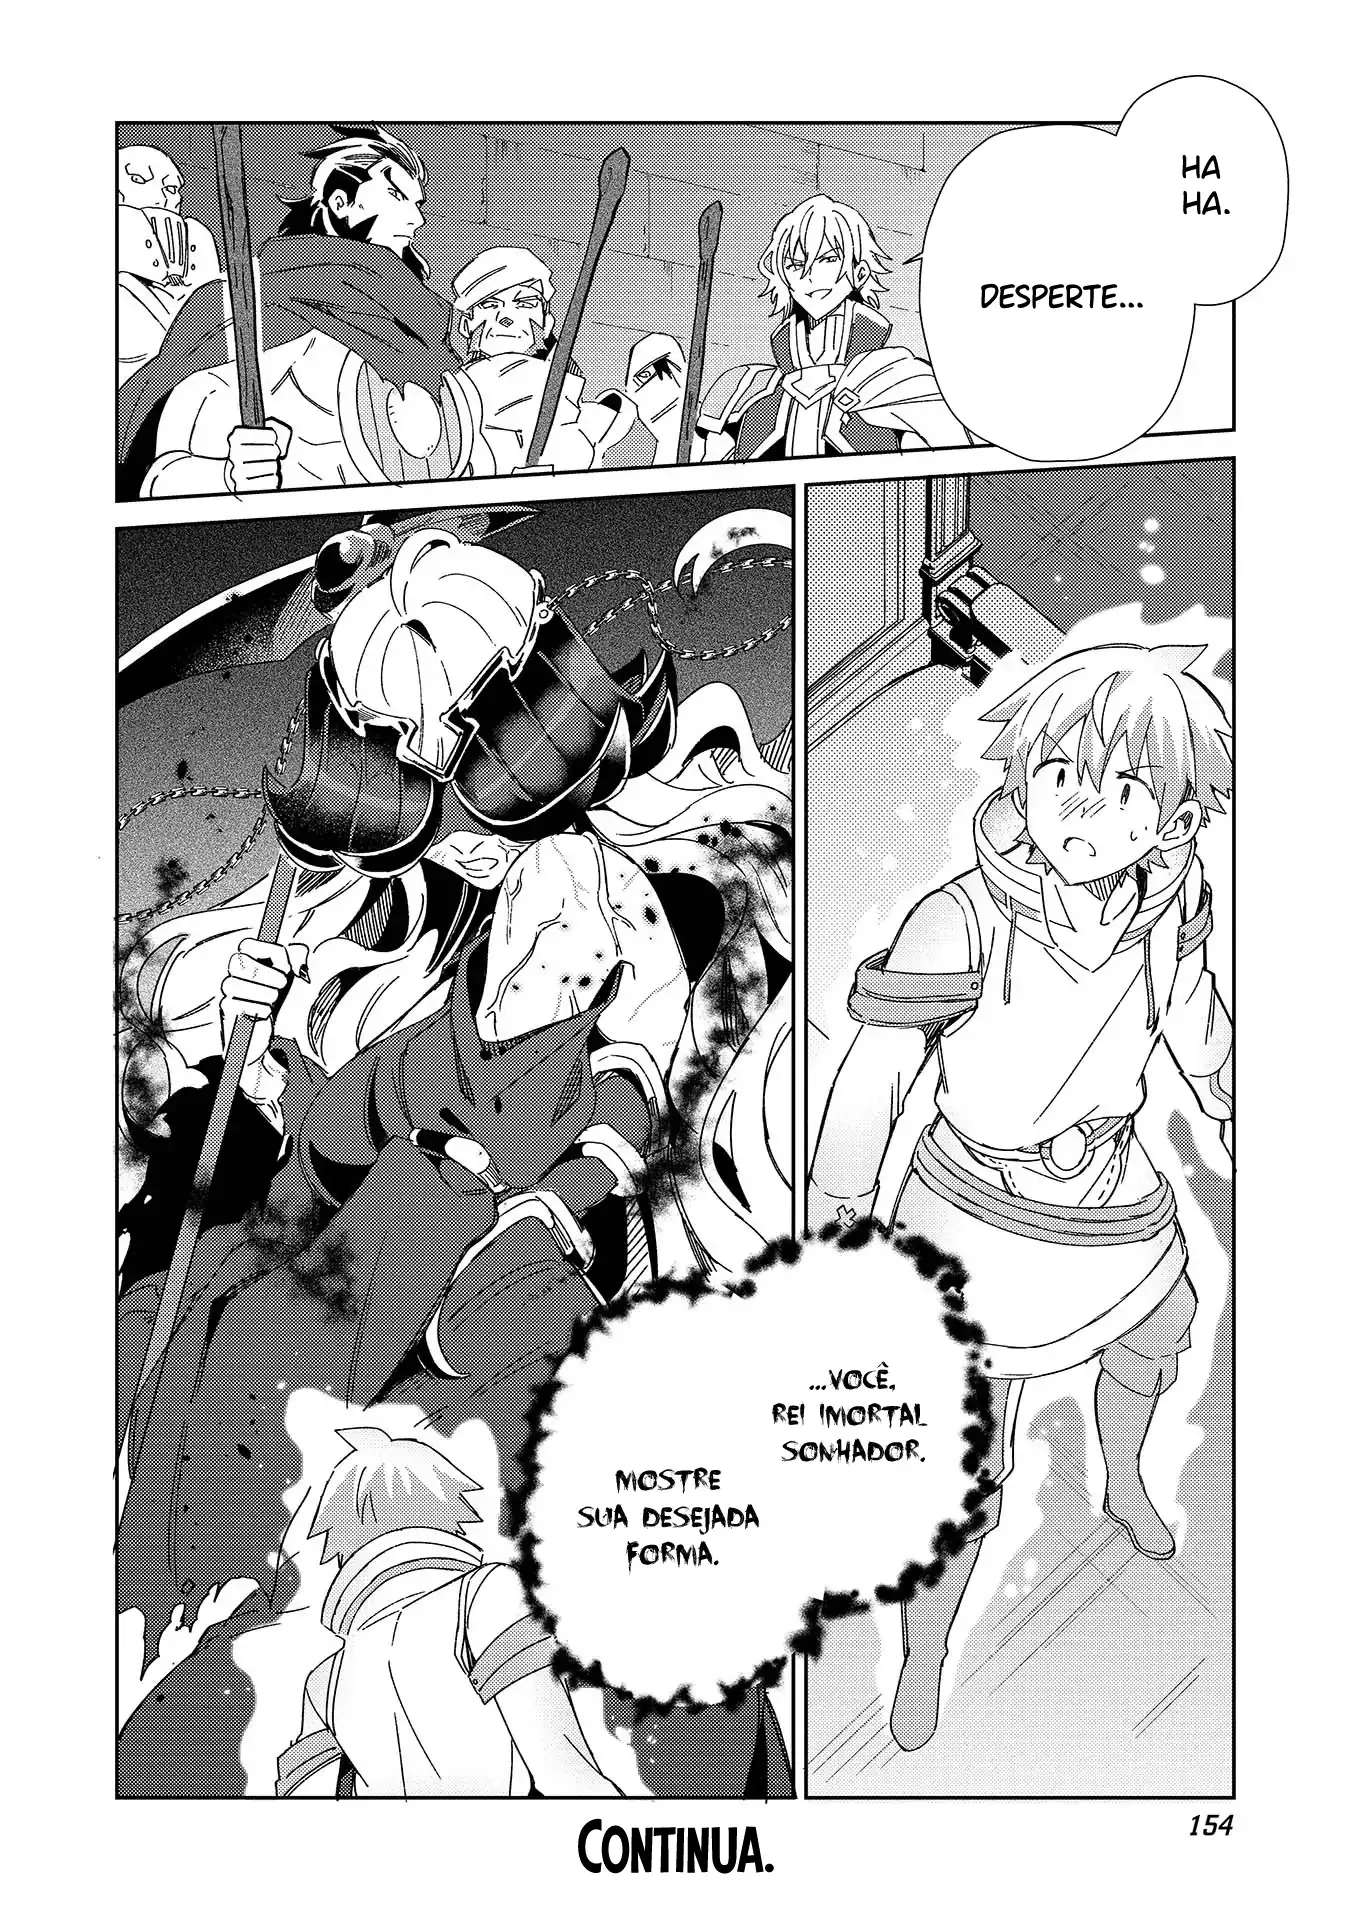 HA
HA.
DESPERTE...
...VOCÊ,
REI IMORTAL
SONHADOR.
MOSTRE
SUA DESEJADA
FORMA.
154
CONTINUA.